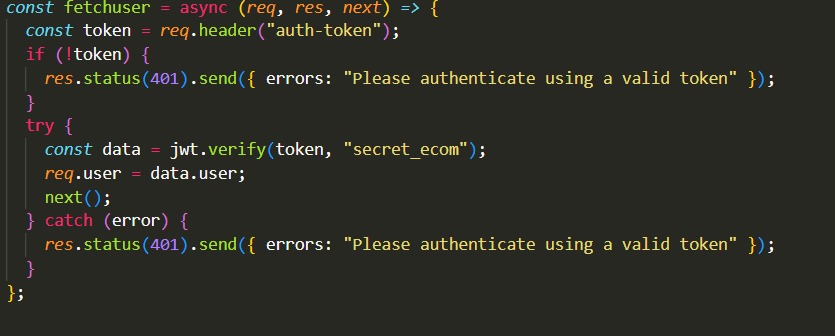 const fetchuser = async (req, res, next) => {
  const token = req.header("auth-token");
  if (!token) {
    res.status(401).send({ errors: "Please authenticate using a valid token" });
  }
  try {
    const data = jwt.verify(token, "secret_ecom");
    req.user = data.user;
    next();
  } catch (error) {
    res.status(401).send({ errors: "Please authenticate using a valid token" });
  }
};